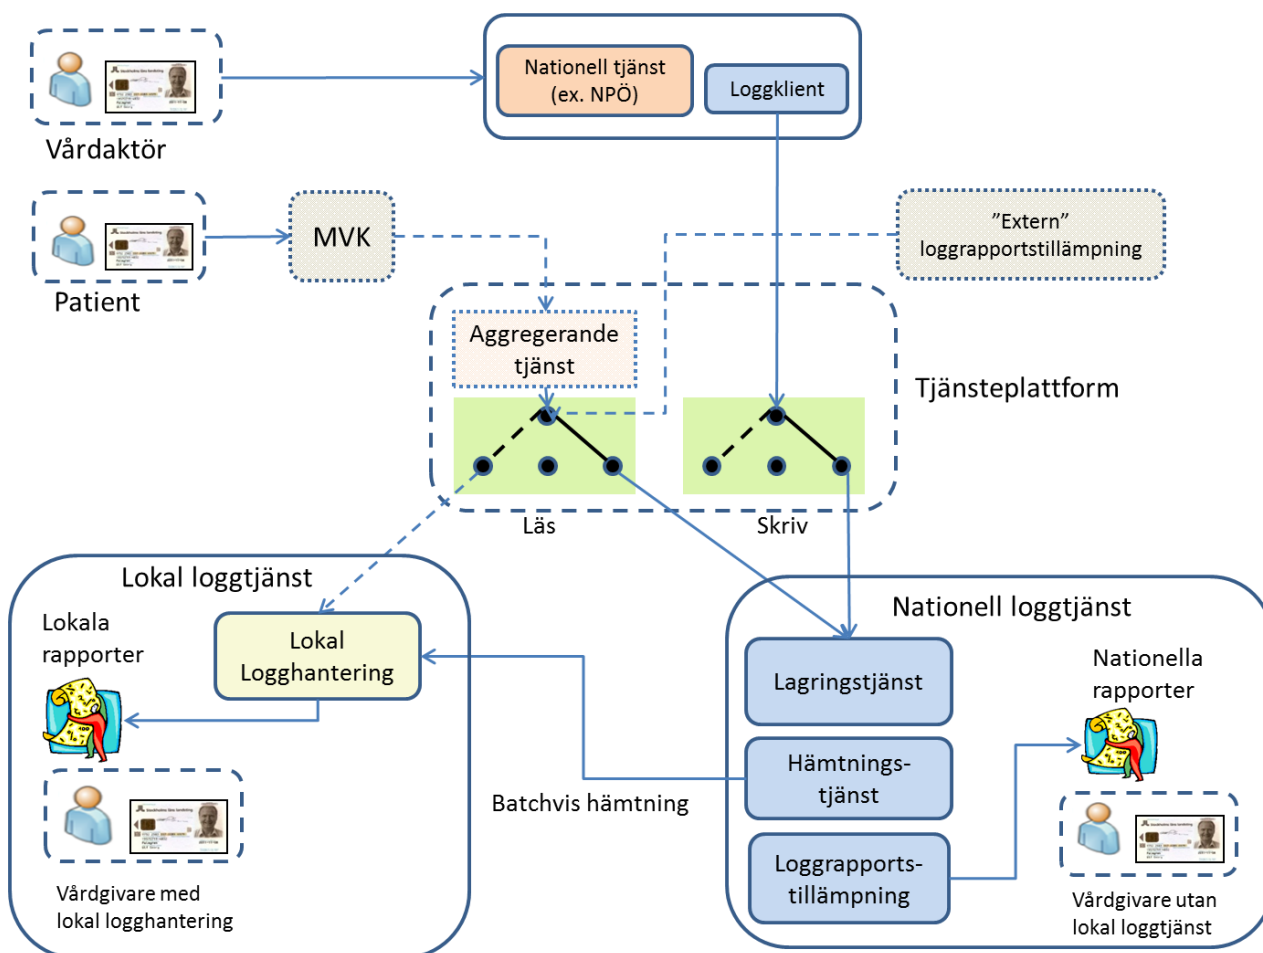 Nationell tjänst
(ex. NPÖ)
Loggklient
Vårdaktör
MVK
”Extern”
loggrapportstillämpning
Patient
Aggregerande
tjänst
Tjänsteplattform
Läs
Skriv
Lokal loggtjänst
Lokala
rapporter
Lokal
Logghantering
Nationell loggtjänst
Lagringstjänst
Nationella
rapporter
Hämtnings-
tjänst
Batchvis hämtning
Loggrapports-
tillämpning
Vårdgivare med
lokal logghantering
Vårdgivare utan
lokal loggtjänst